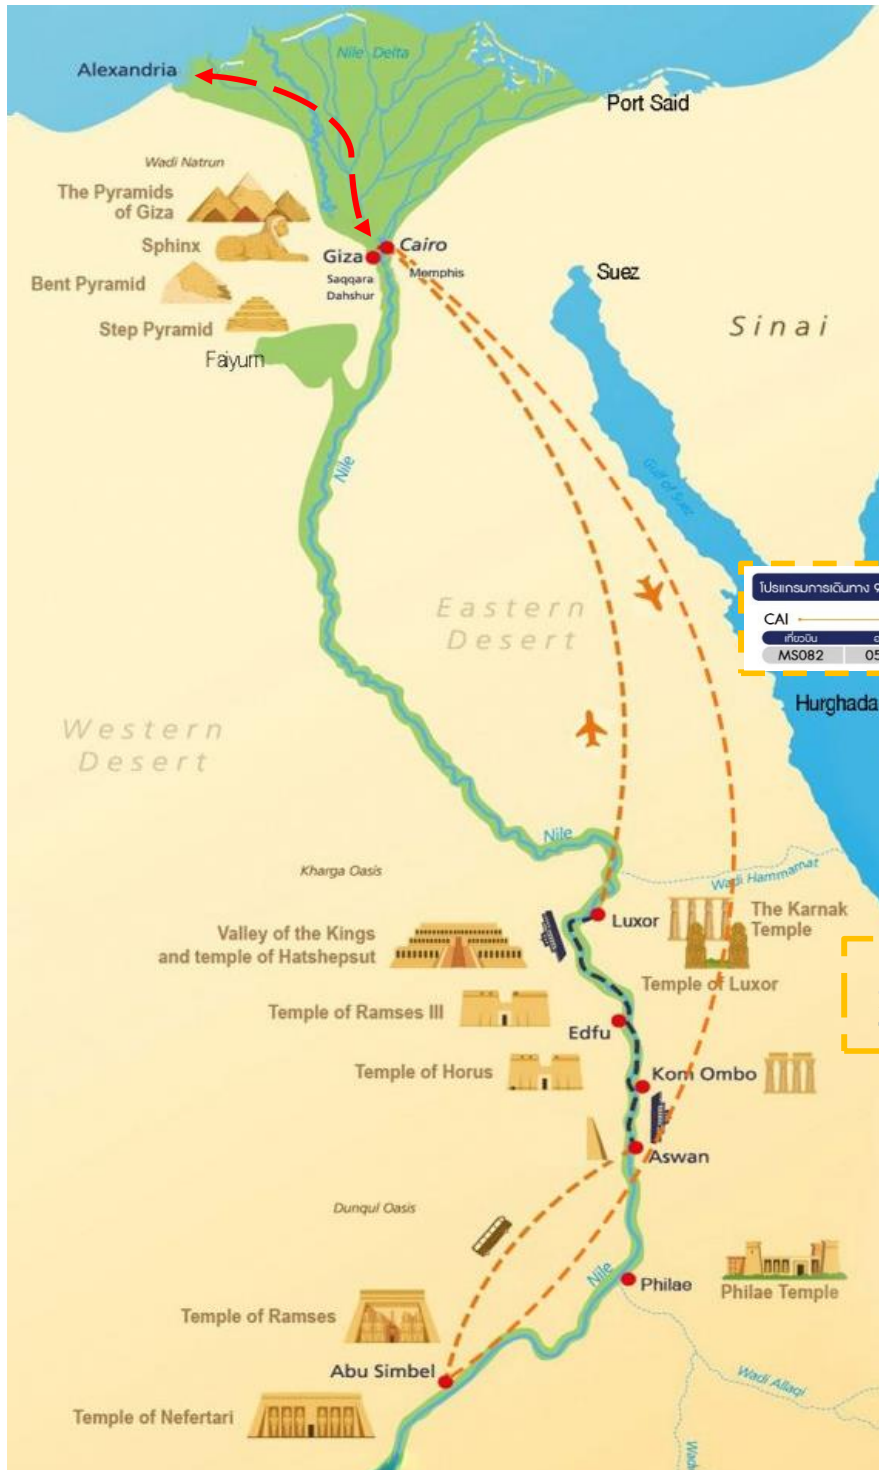 Nile Delta
Alexandria
Port Said
Wadi Natrun
The Pyramids
of Giza
Sphinx
Cairo
Giza
Memphis
Saqqara
Dahshur
Bent Pyramid
Suez
Step Pyramid
Sinai
Faiyum
Nile
Gulf of Suez
Eastern
Desert
โปรแกรมการเดินทาง 9
CAI
เที่ยวบิน
MS082
05
Hurghada
Western
Desert
Nile
Kharga Oasis
Wadi Hammamat
Luxor
The Karnak
Temple
Valley of the Kings
and temple of Hatshepsut
Temple of Luxor
Temple of Ramses III
Edfu
Temple of Horus
Kom Ombo
Aswan
Dunqul Oasis
Nile
Philae
Philae Temple
Temple of Ramses
Abu Simbel
Wadi Allaqi
Temple of Nefertari
Wadi